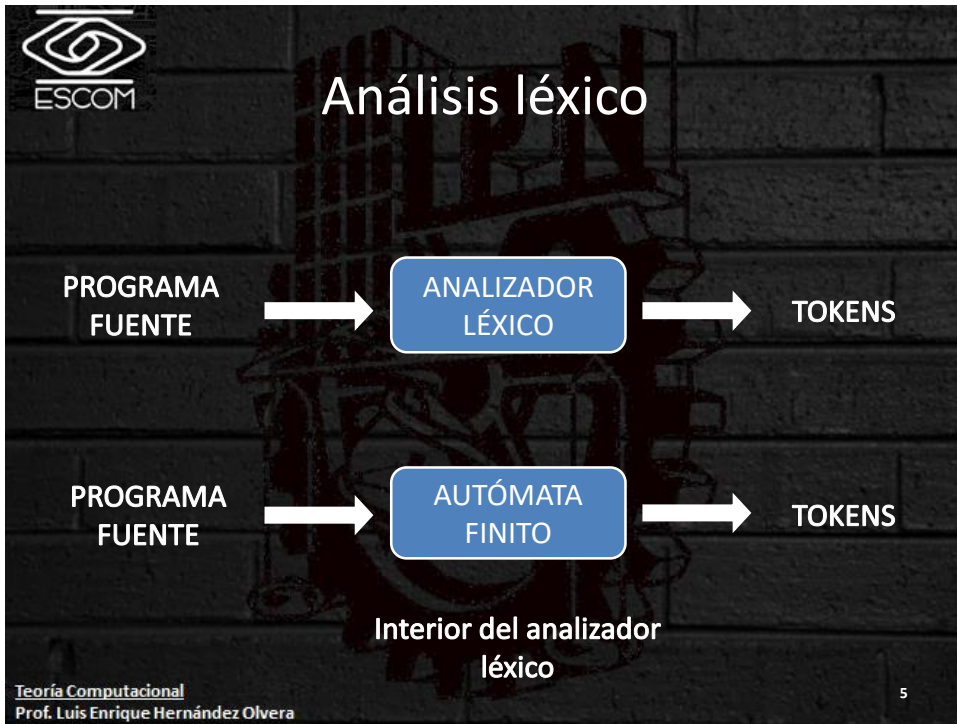 ESCOM
Análisis léxico
PROGRAMA
FUENTE
ANALIZADOR
LÉXICO
TOKENS
PROGRAMA
FUENTE
AUTÓMATA
FINITO
TOKENS
Interior del analizador
léxico
Teoría Computacional
Prof. Luis Enrique Hernández Olvera
5
IPN